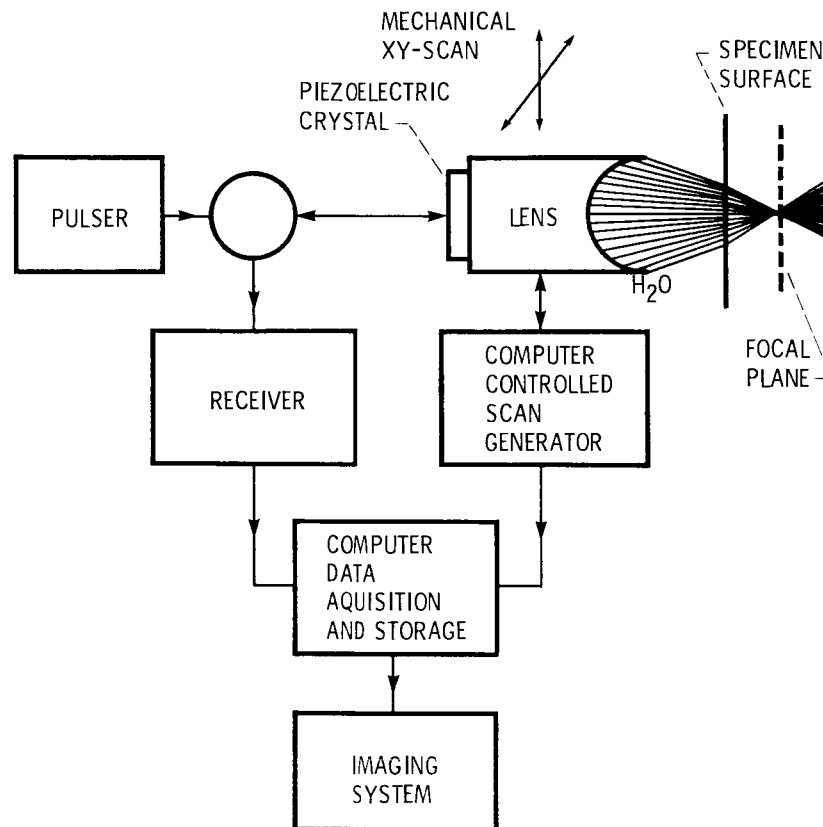 MECHANICAL
XY-SCAN
SPECIMEN
SURFACE
PIEZOELECTRIC
CRYSTAL
PULSER
LENS
H2O
RECEIVER
COMPUTER
CONTROLLED
SCAN
GENERATOR
FOCAL
PLANE
COMPUTER
DATA
AQUISITION
AND STORAGE
IMAGING
SYSTEM